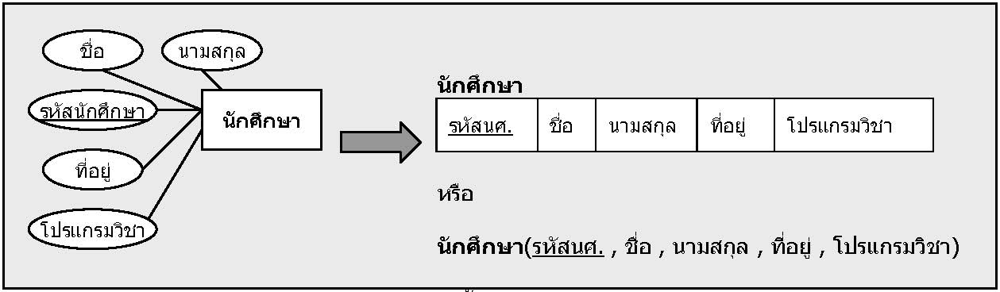 ชื่อ
นามสกุล
รหัสนักศึกษา
นักศึกษา
ที่อยู่
โปรแกรมวิชา
นักศึกษา
รหัสนศ. ชื่อ นามสกุล ที่อยู่ โปรแกรมวิชา
หรือ
นักศึกษา(รหัสนศ. , ชื่อ , นามสกุล , ที่อยู่ , โปรแกรมวิชา)